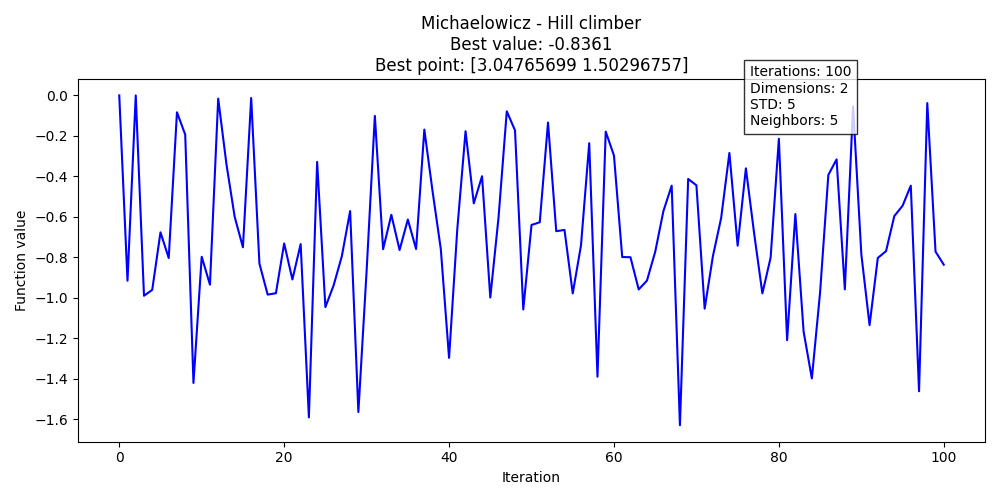 Michaelowicz - Hill climber
Best value: -0.8361
Best point: [3.04765699 1.50296757]
Iterations: 100
Dimensions: 2
STD: 5
Neighbors: 5
Function value
0.0
−0.2
−0.4
−0.6
−0.8
−1.0
−1.2
−1.4
−1.6
0 20 40 60 80 100
Iteration